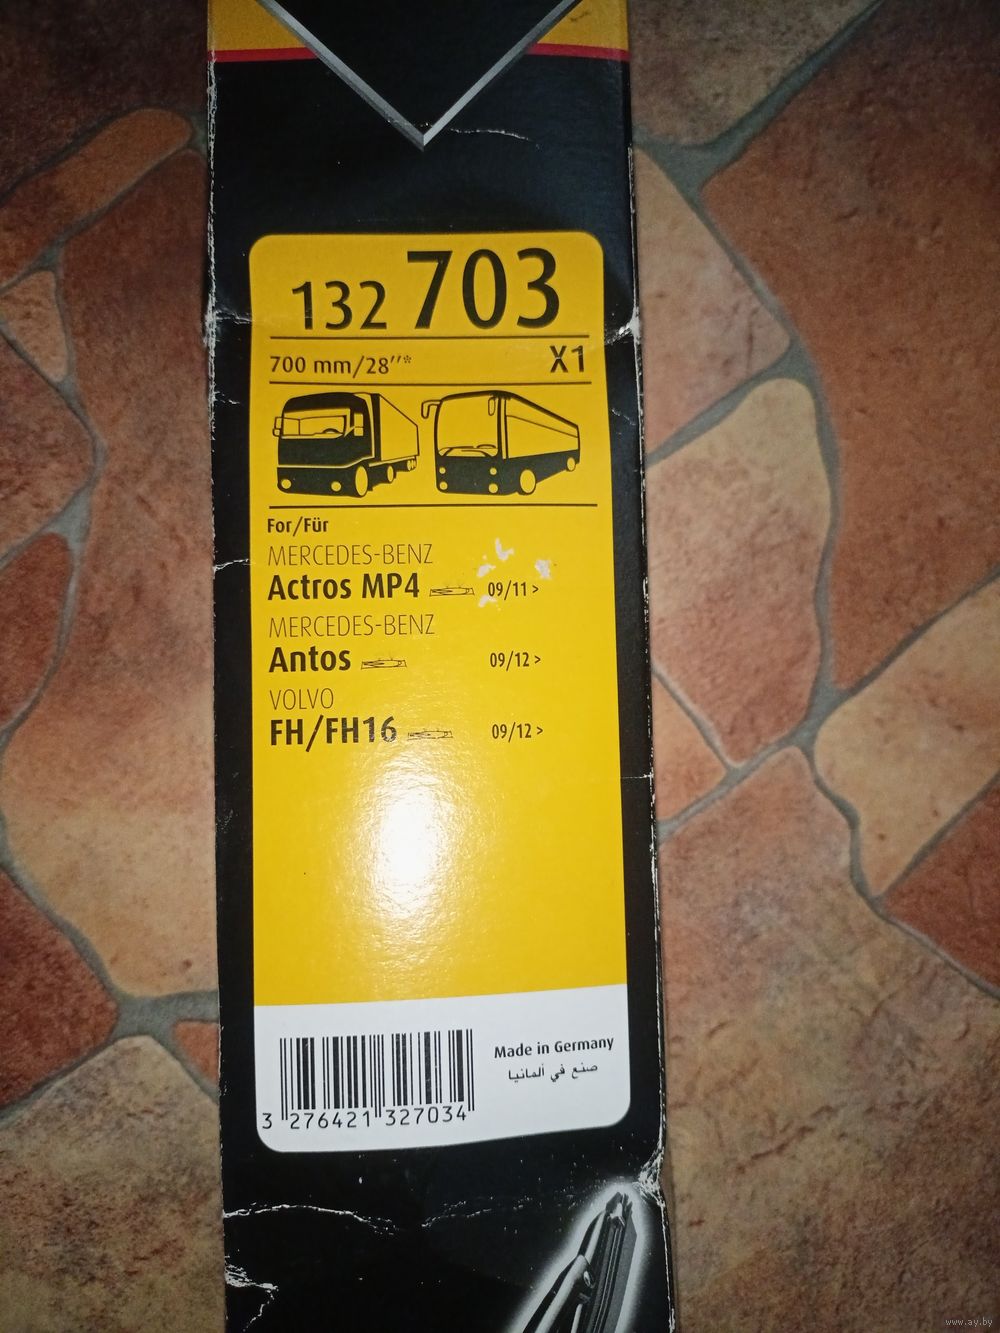 132 703
700 mm/28’’* X1
For/Für
MERCEDES-BENZ
Actros MP4 09/11 >
MERCEDES-BENZ
Antos 09/12 >
VOLVO
FH/FH16 09/12 >
Made in Germany
صنع في ألمانيا
3 276421 327034
www.ay.by